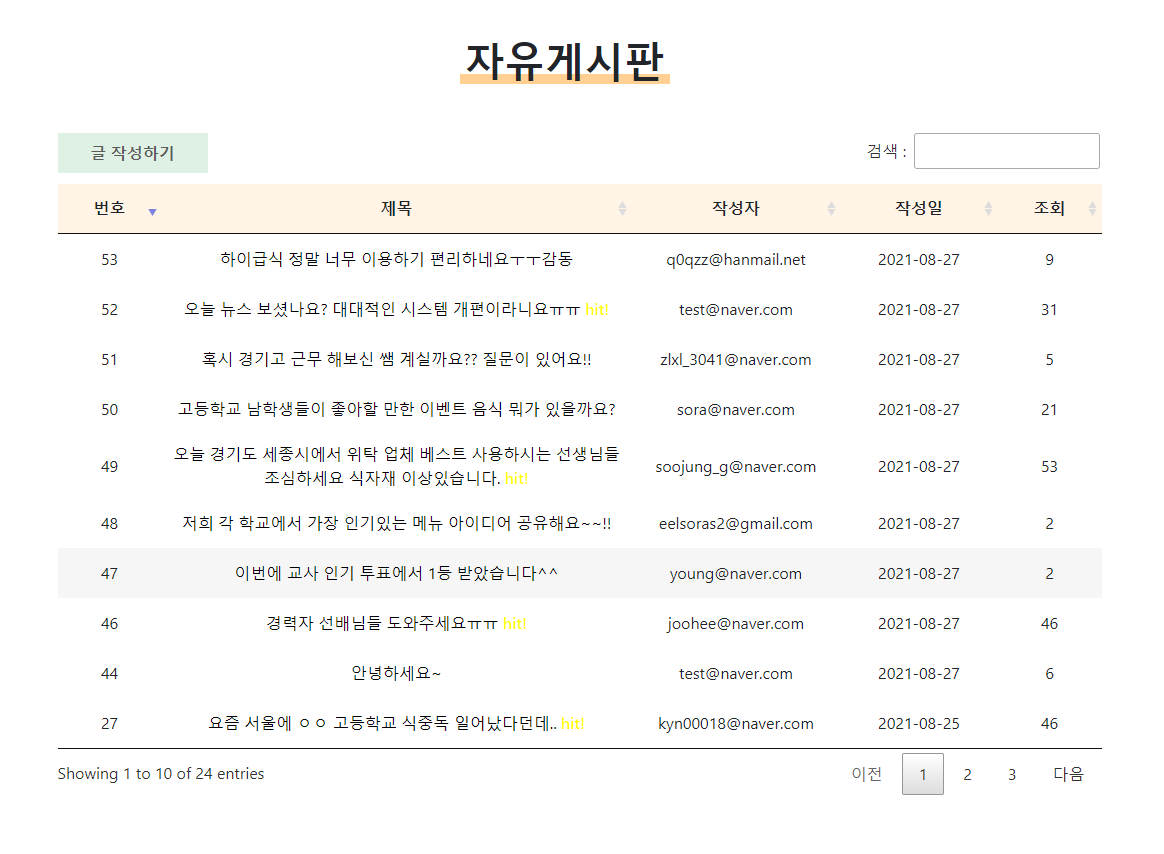 자유게시판
글 작성하기
검색 :
번호 제목 작성자 작성일 조회
53 하이급식 정말 너무 이용하기 편리하네요ㅜㅜ감동 q0qzz@hanmail.net 2021-08-27 9
52 오늘 뉴스 보셨나요? 대대적인 시스템 개편이라니요ㅠㅠ hit! test@naver.com 2021-08-27 31
51 혹시 경기고 근무 해보신 쌤 계실까요?? 질문이 있어요!! zlxl_3041@naver.com 2021-08-27 5
50 고등학교 남학생들이 좋아할 만한 이벤트 음식 뭐가 있을까요? sora@naver.com 2021-08-27 21
49 오늘 경기도 세종시에서 위탁 업체 베스트 사용하시는 선생님들
조심하세요 식자재 이상있습니다. hit! soojung_g@naver.com 2021-08-27 53
48 저희 각 학교에서 가장 인기있는 메뉴 아이디어 공유해요~~!! eelsoras2@gmail.com 2021-08-27 2
47 이번에 교사 인기 투표에서 1등 받았습니다^^ young@naver.com 2021-08-27 2
46 경력자 선배님들 도와주세요ㅠㅠ hit! joohee@naver.com 2021-08-27 46
44 안녕하세요~ test@naver.com 2021-08-27 6
27 요즘 서울에 ㅇㅇ 고등학교 식중독 일어났다던데.. hit! kyn00018@naver.com 2021-08-25 46
Showing 1 to 10 of 24 entries
이전 1 2 3 다음